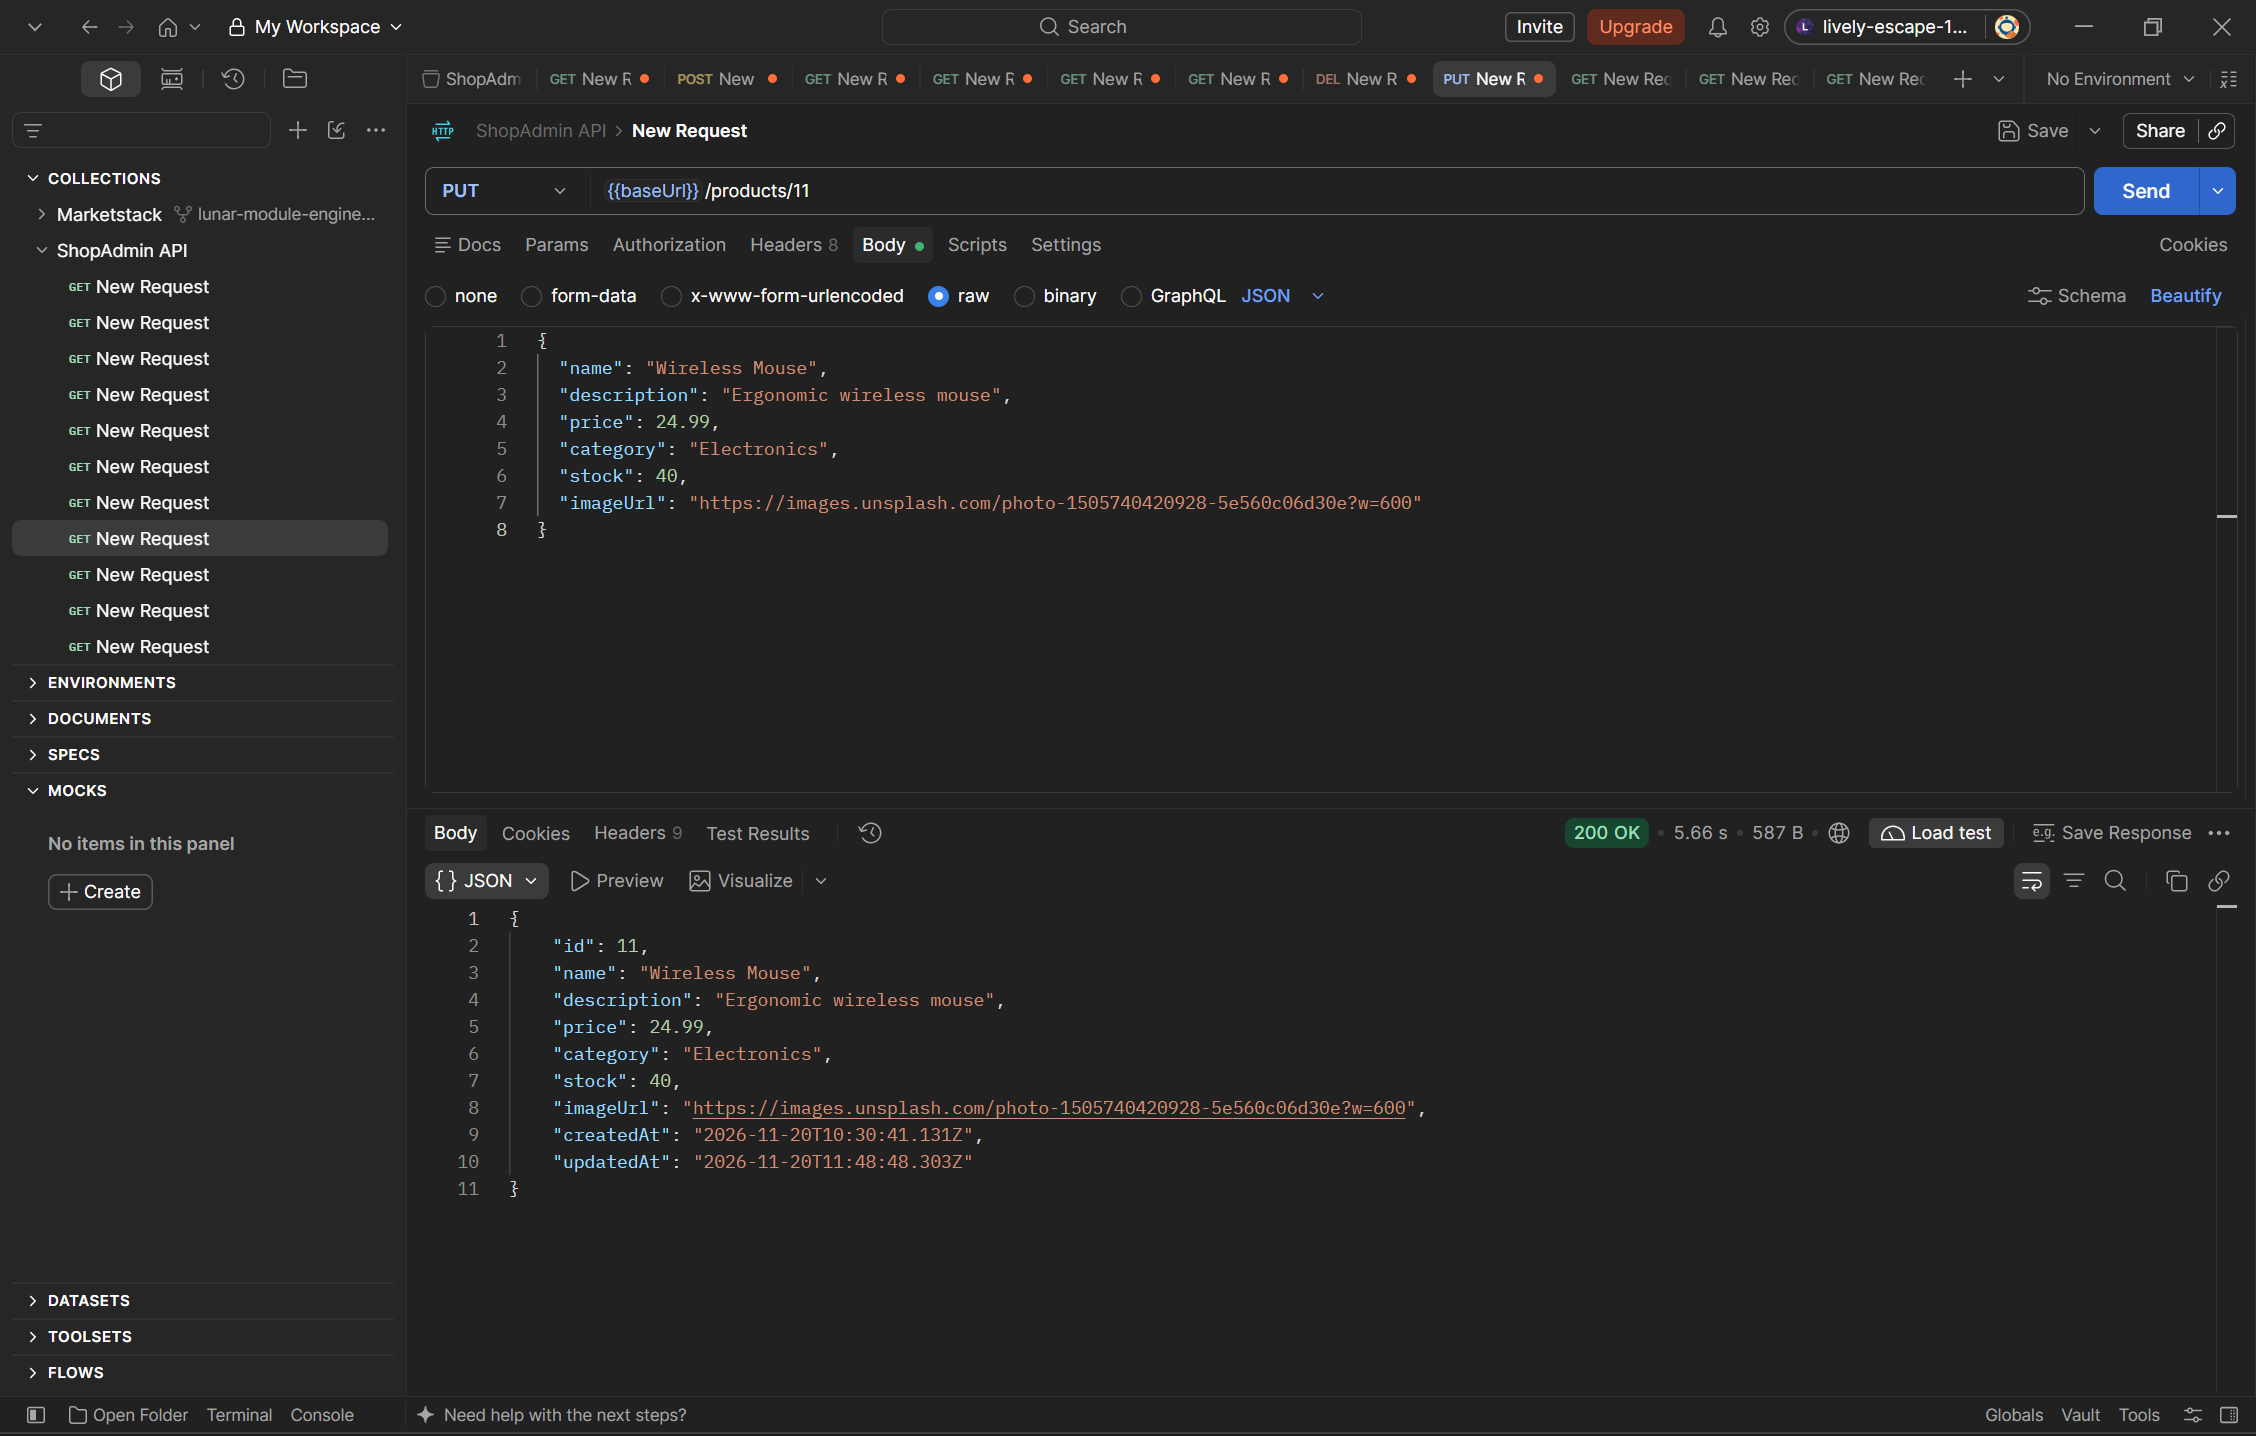 My Workspace
Search
Invite
Upgrade
L
lively-escape-1...
ShopAdm
GET New R
POST New
GET New R
GET New R
GET New R
GET New R
DEL New R
PUT New R
GET New Rec
GET New Rec
GET New Rec
No Environment
HTTP
ShopAdmin API > New Request
Save
Share
COLLECTIONS
Marketstack lunar-module-engine...
ShopAdmin API
GET New Request
GET New Request
GET New Request
GET New Request
GET New Request
GET New Request
GET New Request
GET New Request
GET New Request
GET New Request
GET New Request
ENVIRONMENTS
DOCUMENTS
SPECS
MOCKS
No items in this panel
+ Create
DATASETS
TOOLSETS
FLOWS
PUT
{{baseUrl}} /products/11
Send
Docs
Params
Authorization
Headers 8
Body
Scripts
Settings
Cookies
none
form-data
x-www-form-urlencoded
raw
binary
GraphQL
JSON
Schema
Beautify
1 {
2 "name": "Wireless Mouse",
3 "description": "Ergonomic wireless mouse",
4 "price": 24.99,
5 "category": "Electronics",
6 "stock": 40,
7 "imageUrl": "https://images.unsplash.com/photo-1505740420928-5e560c06d30e?w=600"
8 }
Body
Cookies
Headers 9
Test Results
200 OK • 5.66 s • 587 B
Load test
e.g. Save Response
{} JSON
Preview
Visualize
1 {
2 "id": 11,
3 "name": "Wireless Mouse",
4 "description": "Ergonomic wireless mouse",
5 "price": 24.99,
6 "category": "Electronics",
7 "stock": 40,
8 "imageUrl": "https://images.unsplash.com/photo-1505740420928-5e560c06d30e?w=600",
9 "createdAt": "2026-11-20T10:30:41.131Z",
10 "updatedAt": "2026-11-20T11:48:48.303Z"
11 }
Open Folder
Terminal
Console
Need help with the next steps?
Globals
Vault
Tools